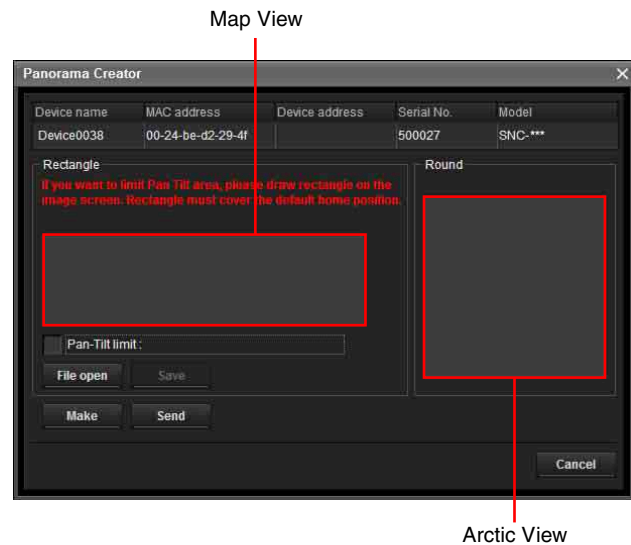 Map View
Panorama Creator
Device name MAC address Device address Serial No. Model
Device0038 00-24-be-d2-29-4f 500027 SNC-***
Rectangle
If you want to limit Pan Tilt area, please draw rectangle on the
image screen. Rectangle must cover the default home position.
Round
Pan-Tilt limit :
File open Save
Make Send
Cancel
Arctic View